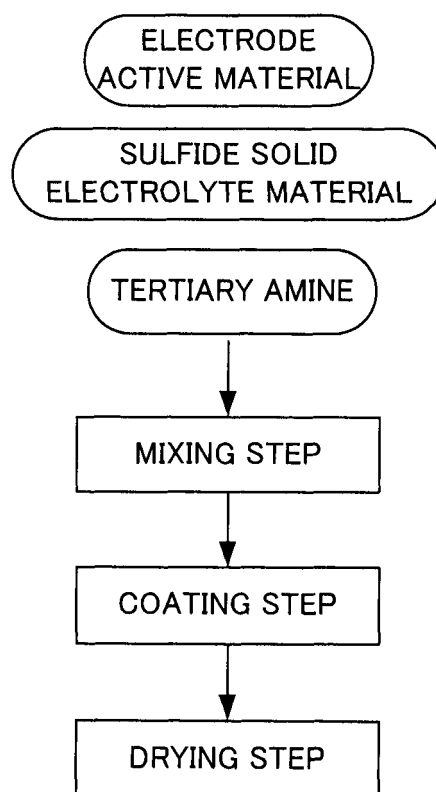 ELECTRODE
ACTIVE MATERIAL
SULFIDE SOLID
ELECTROLYTE MATERIAL
TERTIARY AMINE
MIXING STEP
COATING STEP
DRYING STEP